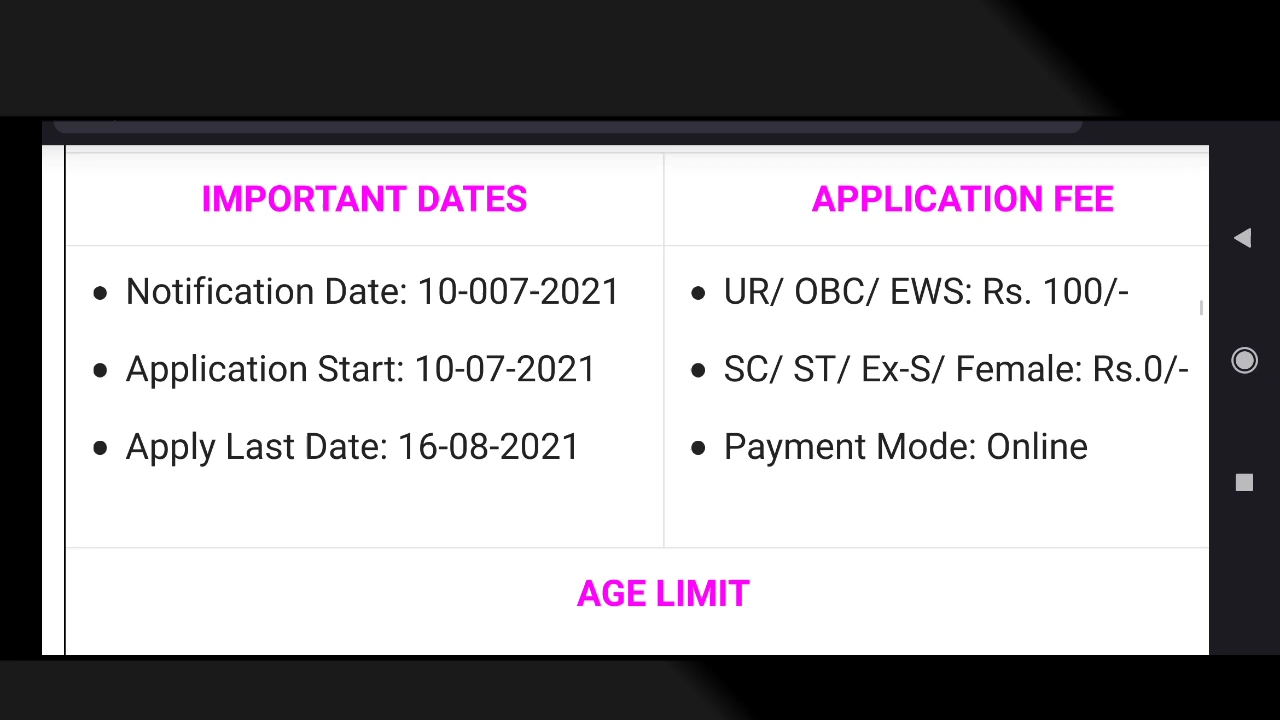 IMPORTANT DATES
Notification Date: 10-007-2021
Application Start: 10-07-2021
Apply Last Date: 16-08-2021
APPLICATION FEE
UR/ OBC/ EWS: Rs. 100/-
SC/ ST/ Ex-S/ Female: Rs.0/-
Payment Mode: Online
AGE LIMIT